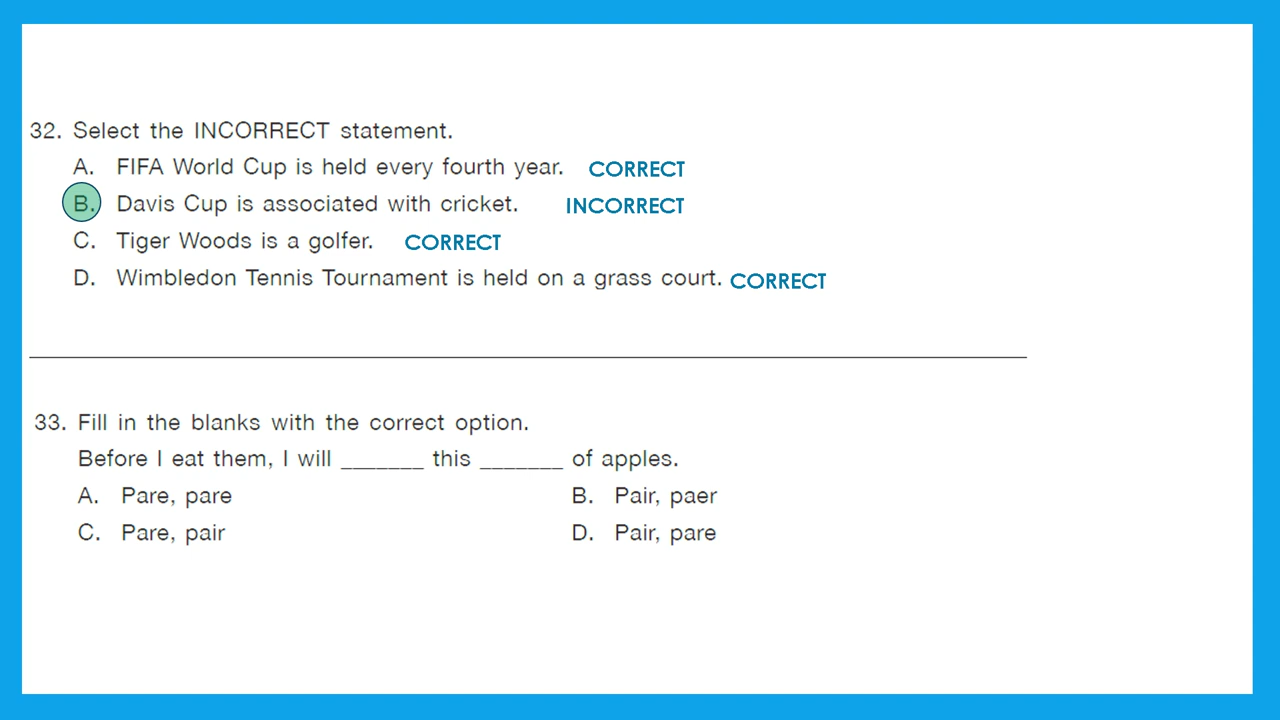 32. Select the INCORRECT statement.
A. FIFA World Cup is held every fourth year. CORRECT
B. Davis Cup is associated with cricket. INCORRECT
C. Tiger Woods is a golfer. CORRECT
D. Wimbledon Tennis Tournament is held on a grass court. CORRECT
33. Fill in the blanks with the correct option.
Before I eat them, I will _______ this _______ of apples.
A. Pare, pare B. Pair, paer
C. Pare, pair D. Pair, pare